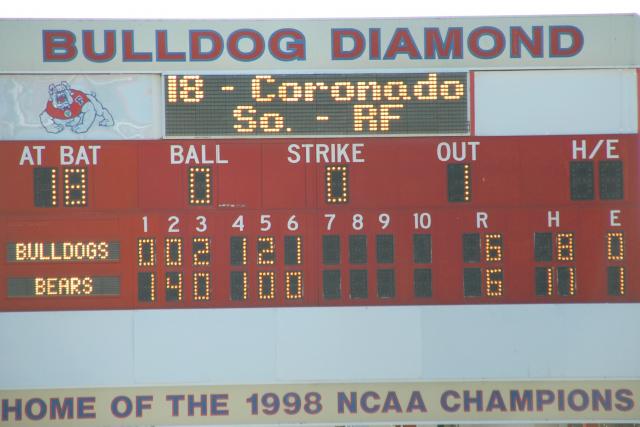 BULLDOG DIAMOND
18 - Coronado
So. - RF
AT BAT BALL STRIKE OUT H/E
18 0 0 1
1 2 3 4 5 6 7 8 9 10 R H E
BULLDOGS 0 0 2 1 2 1 6 8 0
BEARS 1 4 0 1 0 0 6 11 1
HOME OF THE 1998 NCAA CHAMPIONS